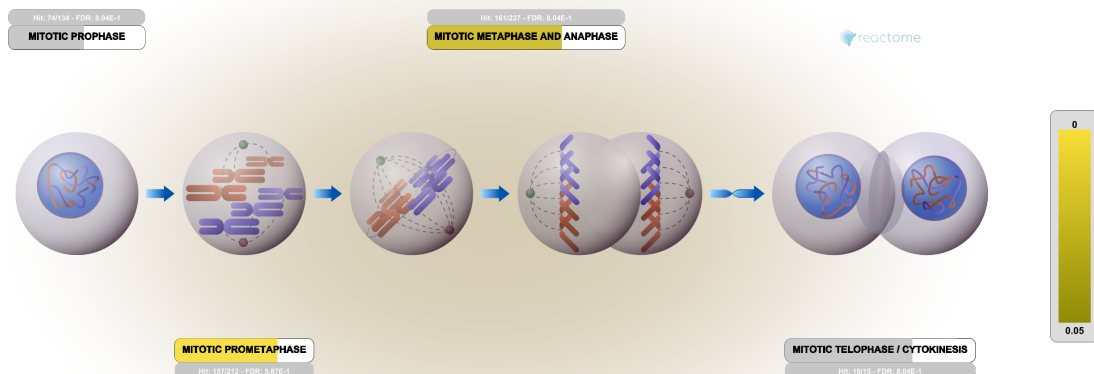 Hit: 74/134 - FDR: 8.04E-1
MITOTIC PROPHASE
Hit: 161/237 - FDR: 8.04E-1
MITOTIC METAPHASE AND ANAPHASE
reactome
0
0.05
MITOTIC PROMETAPHASE
Hit: 157/212 - FDR: 5.87E-1
MITOTIC TELOPHASE / CYTOKINESIS
Hit: 10/15 - FDR: 8.04E-1